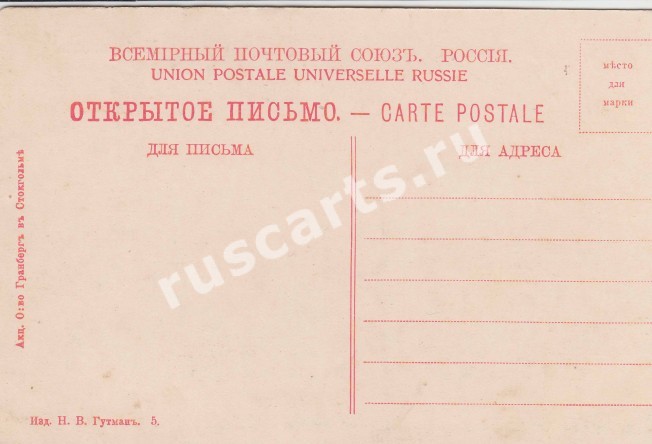 ВСЕМІРНЫЙ ПОЧТОВЫЙ СОЮЗЪ. РОССІЯ.
UNION POSTALE UNIVERSELLE RUSSIE
ОТКРЫТОЕ ПИСЬМО. — CARTE POSTALE
мѣсто
для
марки
ДЛЯ ПИСЬМА
ДЛЯ АДРЕСА
Акц. О:во Гранбергъ въ Стокгольмѣ
ruscarts.ru
Изд. Н. В. Гутманъ. 5.